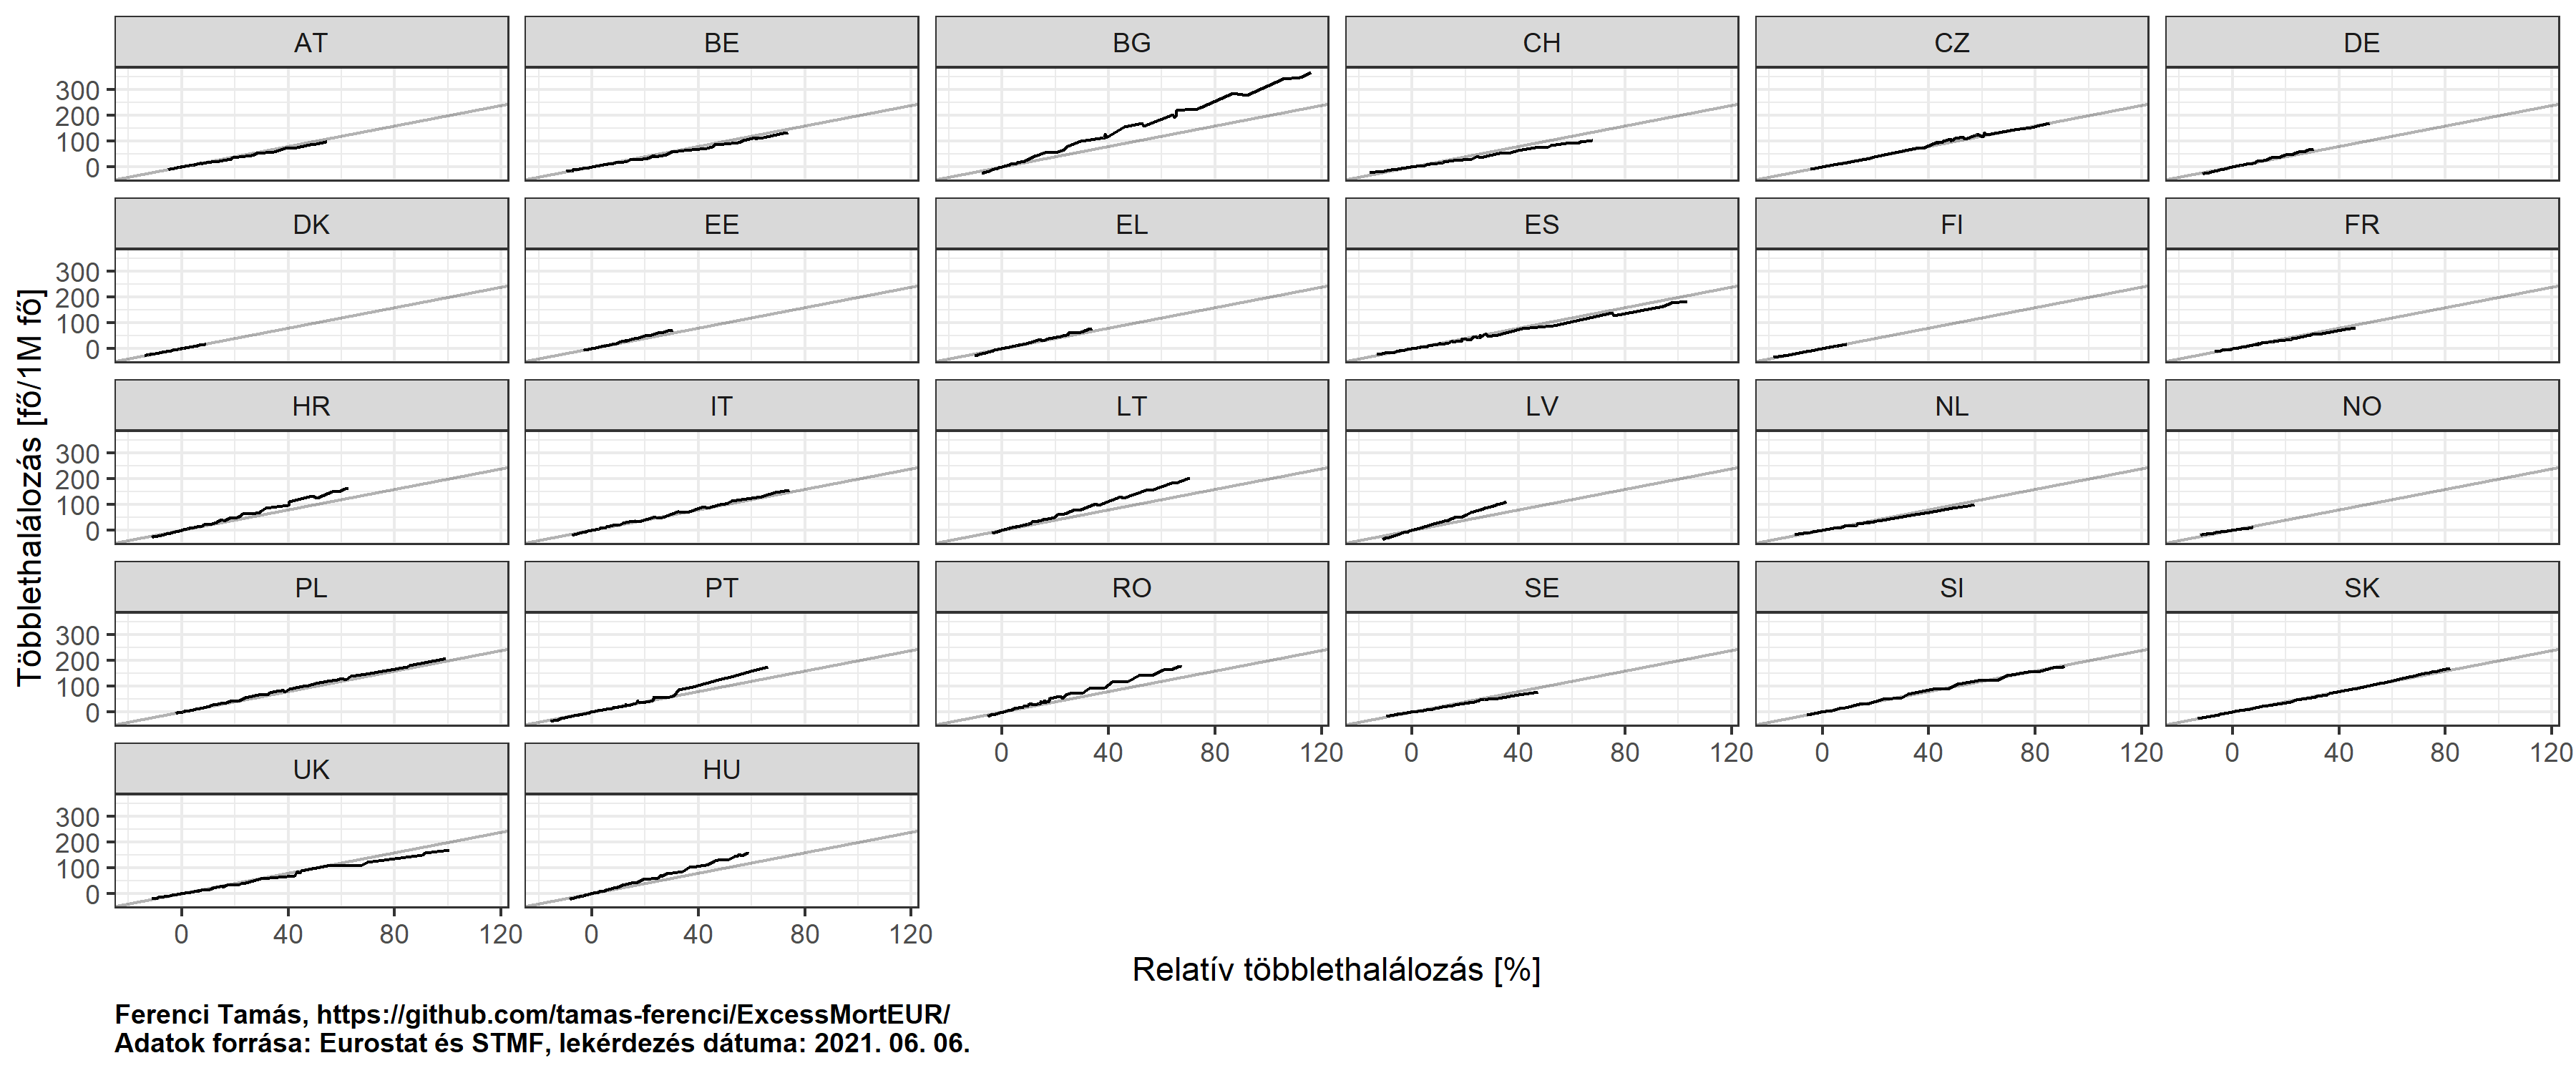 AT BE BG CH CZ DE
300
200
100
0
DK EE EL ES FI FR
300
200
100
0
HR IT LT LV NL NO
300
200
100
0
PL PT RO SE SI SK
300
200
100
0
0 40 80 120 0 40 80 120 0 40 80 120 0 40 80 120
UK HU
300
200
100
0
0 40 80 120 0 40 80 120
Többlethalálozás [fő/1M fő]
Relatív többlethalálozás [%]
Ferenci Tamás, https://github.com/tamas-ferenci/ExcessMortEUR/
Adatok forrása: Eurostat és STMF, lekérdezés dátuma: 2021. 06. 06.